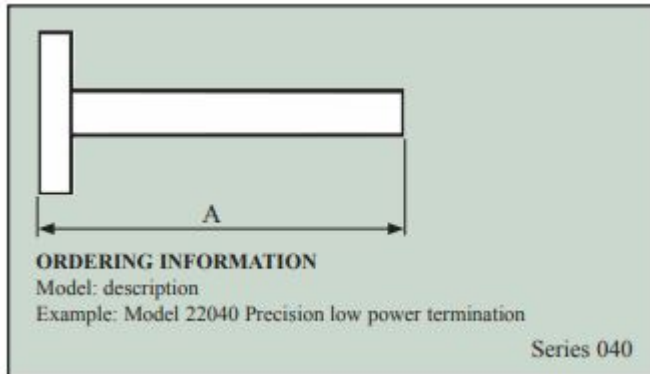 A
ORDERING INFORMATION
Model: description
Example: Model 22040 Precision low power termination
Series 040